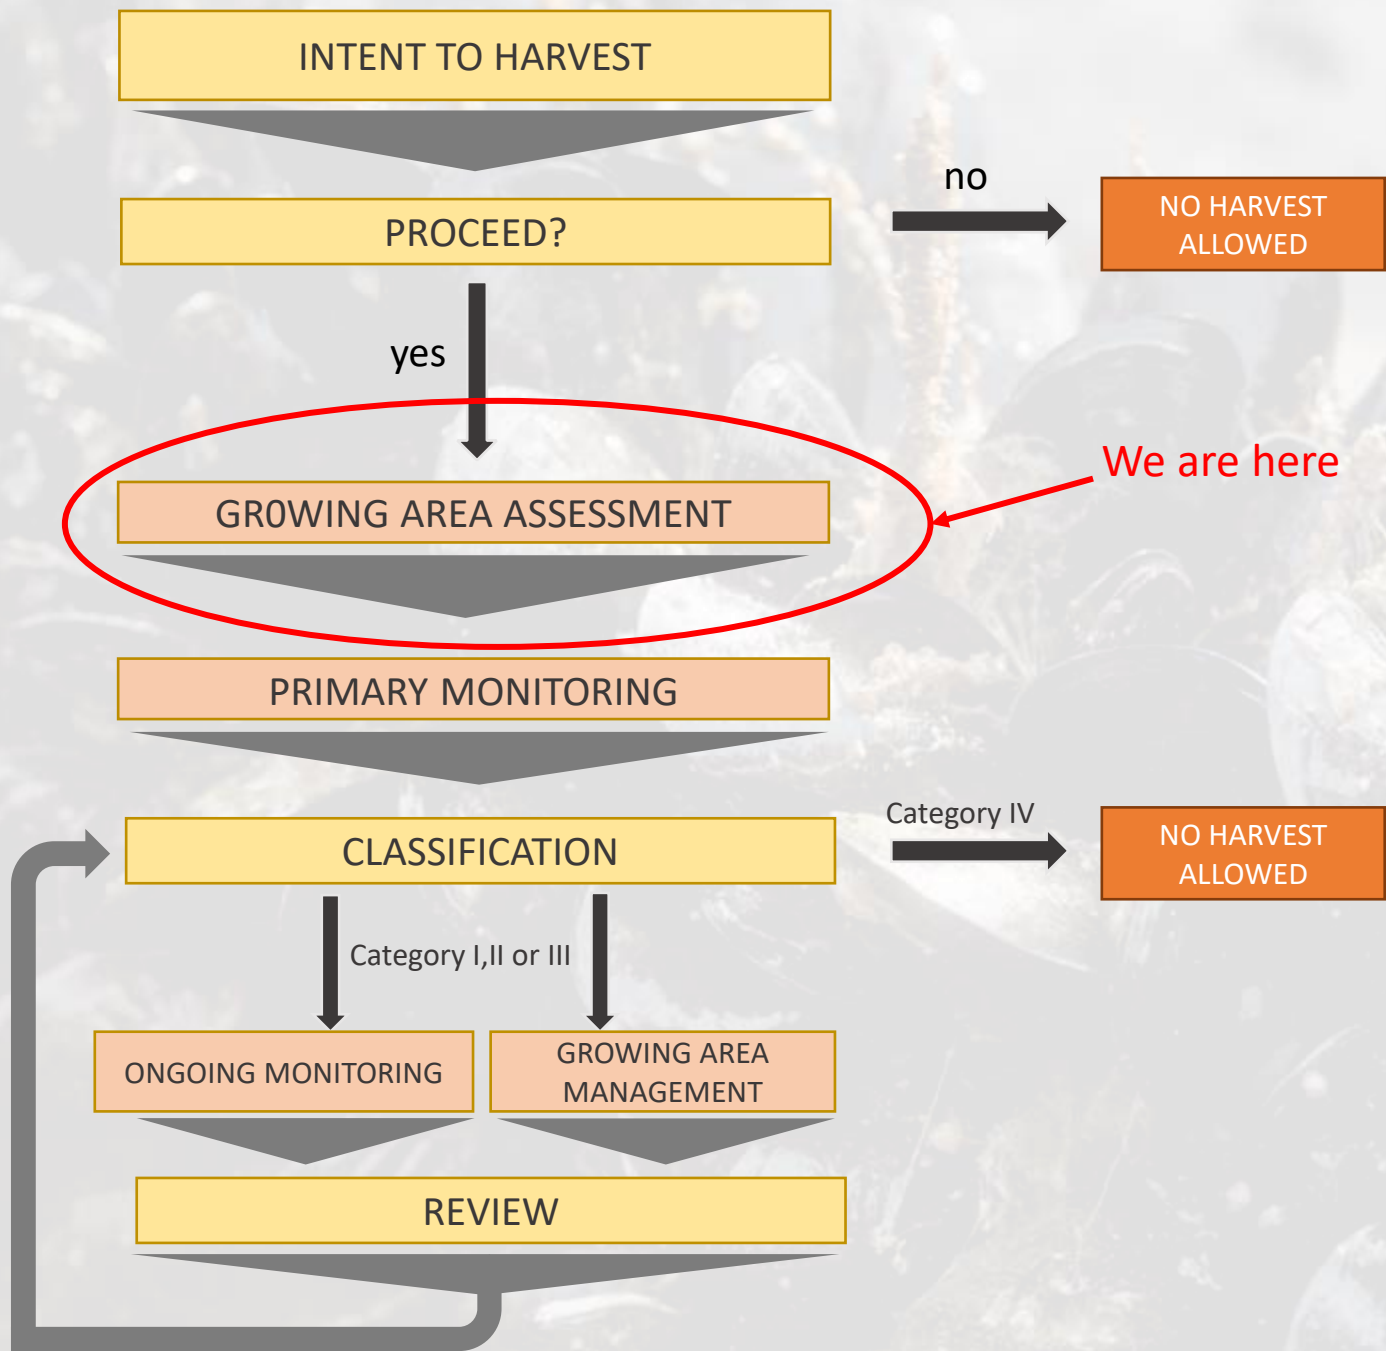 INTENT TO HARVEST
PROCEED?
no
NO HARVEST
ALLOWED
yes
We are here
GR0WING AREA ASSESSMENT
PRIMARY MONITORING
CLASSIFICATION
Category IV
NO HARVEST
ALLOWED
Category I,II or III
ONGOING MONITORING
GROWING AREA
MANAGEMENT
REVIEW